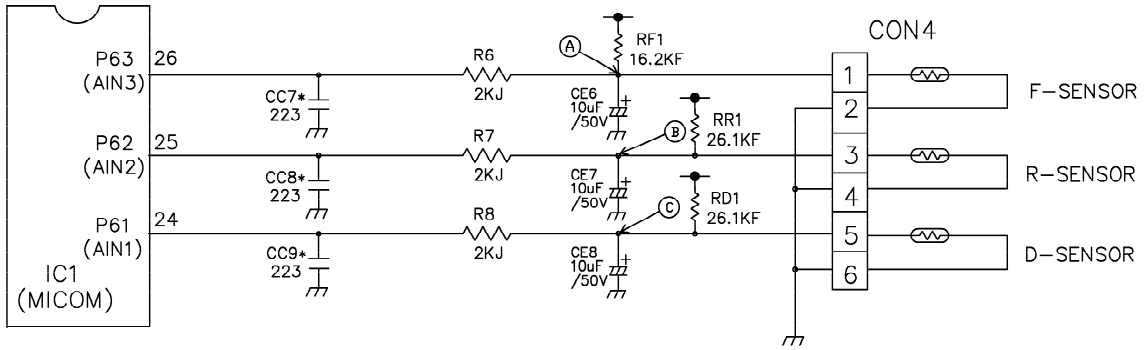 P63
(AIN3)
26
R6
2KJ
A
RF1
16.2KF
CON4
1
CC7*
223
CE6
10uF
/50V
+
2
F-SENSOR
P62
(AIN2)
25
R7
2KJ
B
RR1
26.1KF
3
CC8*
223
CE7
10uF
/50V
+
4
R-SENSOR
P61
(AIN1)
24
R8
2KJ
C
RD1
26.1KF
5
CC9*
223
CE8
10uF
/50V
+
6
D-SENSOR
IC1
(MICOM)